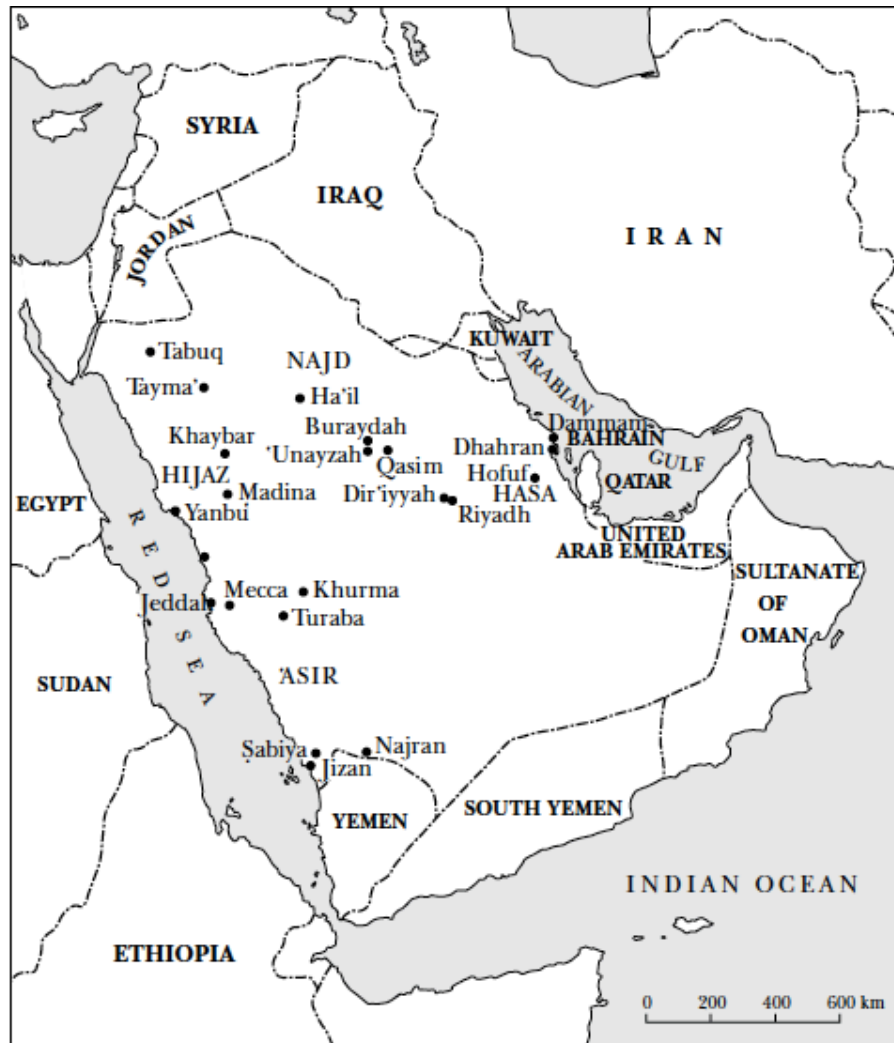 SYRIA
IRAQ
IRAN
JORDAN
KUWAIT
ARABIAN
GULF
Tabuq
NAJD
Tayma'
Ha'il
Buraydah
Khaybar
'Unayzah
Qasim
Dammam
BAHRAIN
Dhahran
HIJAZ
Hofuf
HASA
QATAR
Madina
Dir'iyyah
Riyadh
EGYPT
Yanbu'
RED SEA
UNITED
ARAB EMIRATES
SULTANATE
OF
OMAN
Mecca
Khurma
Jeddah
Turaba
SUDAN
'ASIR
Sabiya
Najran
Jizan
YEMEN
SOUTH YEMEN
INDIAN OCEAN
ETHIOPIA
0 200 400 600 km